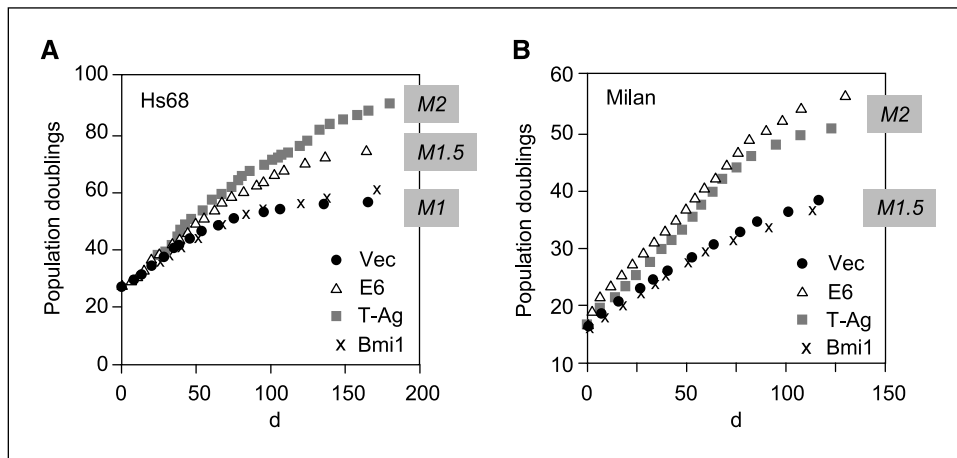 A
Hs68
Population doublings
100
80
60
40
20
0
0
50
100
150
200
d
M2
M1.5
M1
Vec
E6
T-Ag
Bmi1
B
Milan
Population doublings
60
50
40
30
20
10
0
50
100
150
d
M2
M1.5
Vec
E6
T-Ag
Bmi1